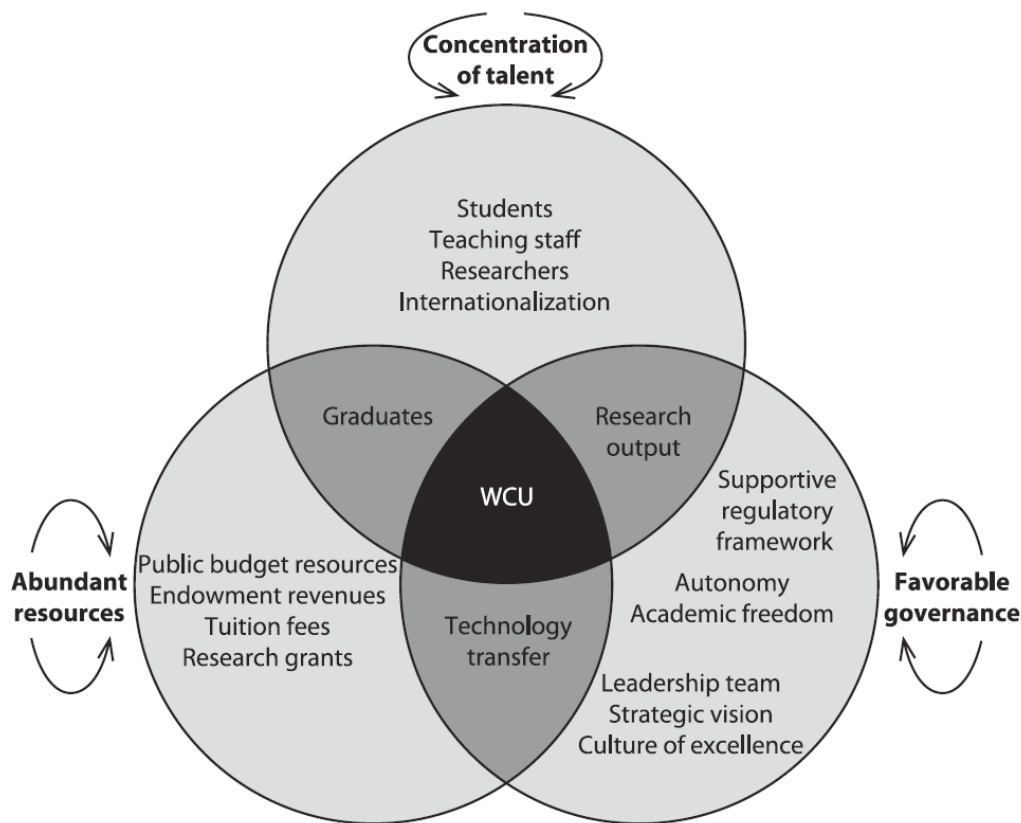 Concentration
of talent
Students
Teaching staff
Researchers
Internationalization
Graduates
Research
output
WCU
Supportive
regulatory
framework
Abundant
resources
Public budget resources
Endowment revenues
Tuition fees
Research grants
Autonomy
Academic freedom
Favorable
governance
Technology
transfer
Leadership team
Strategic vision
Culture of excellence